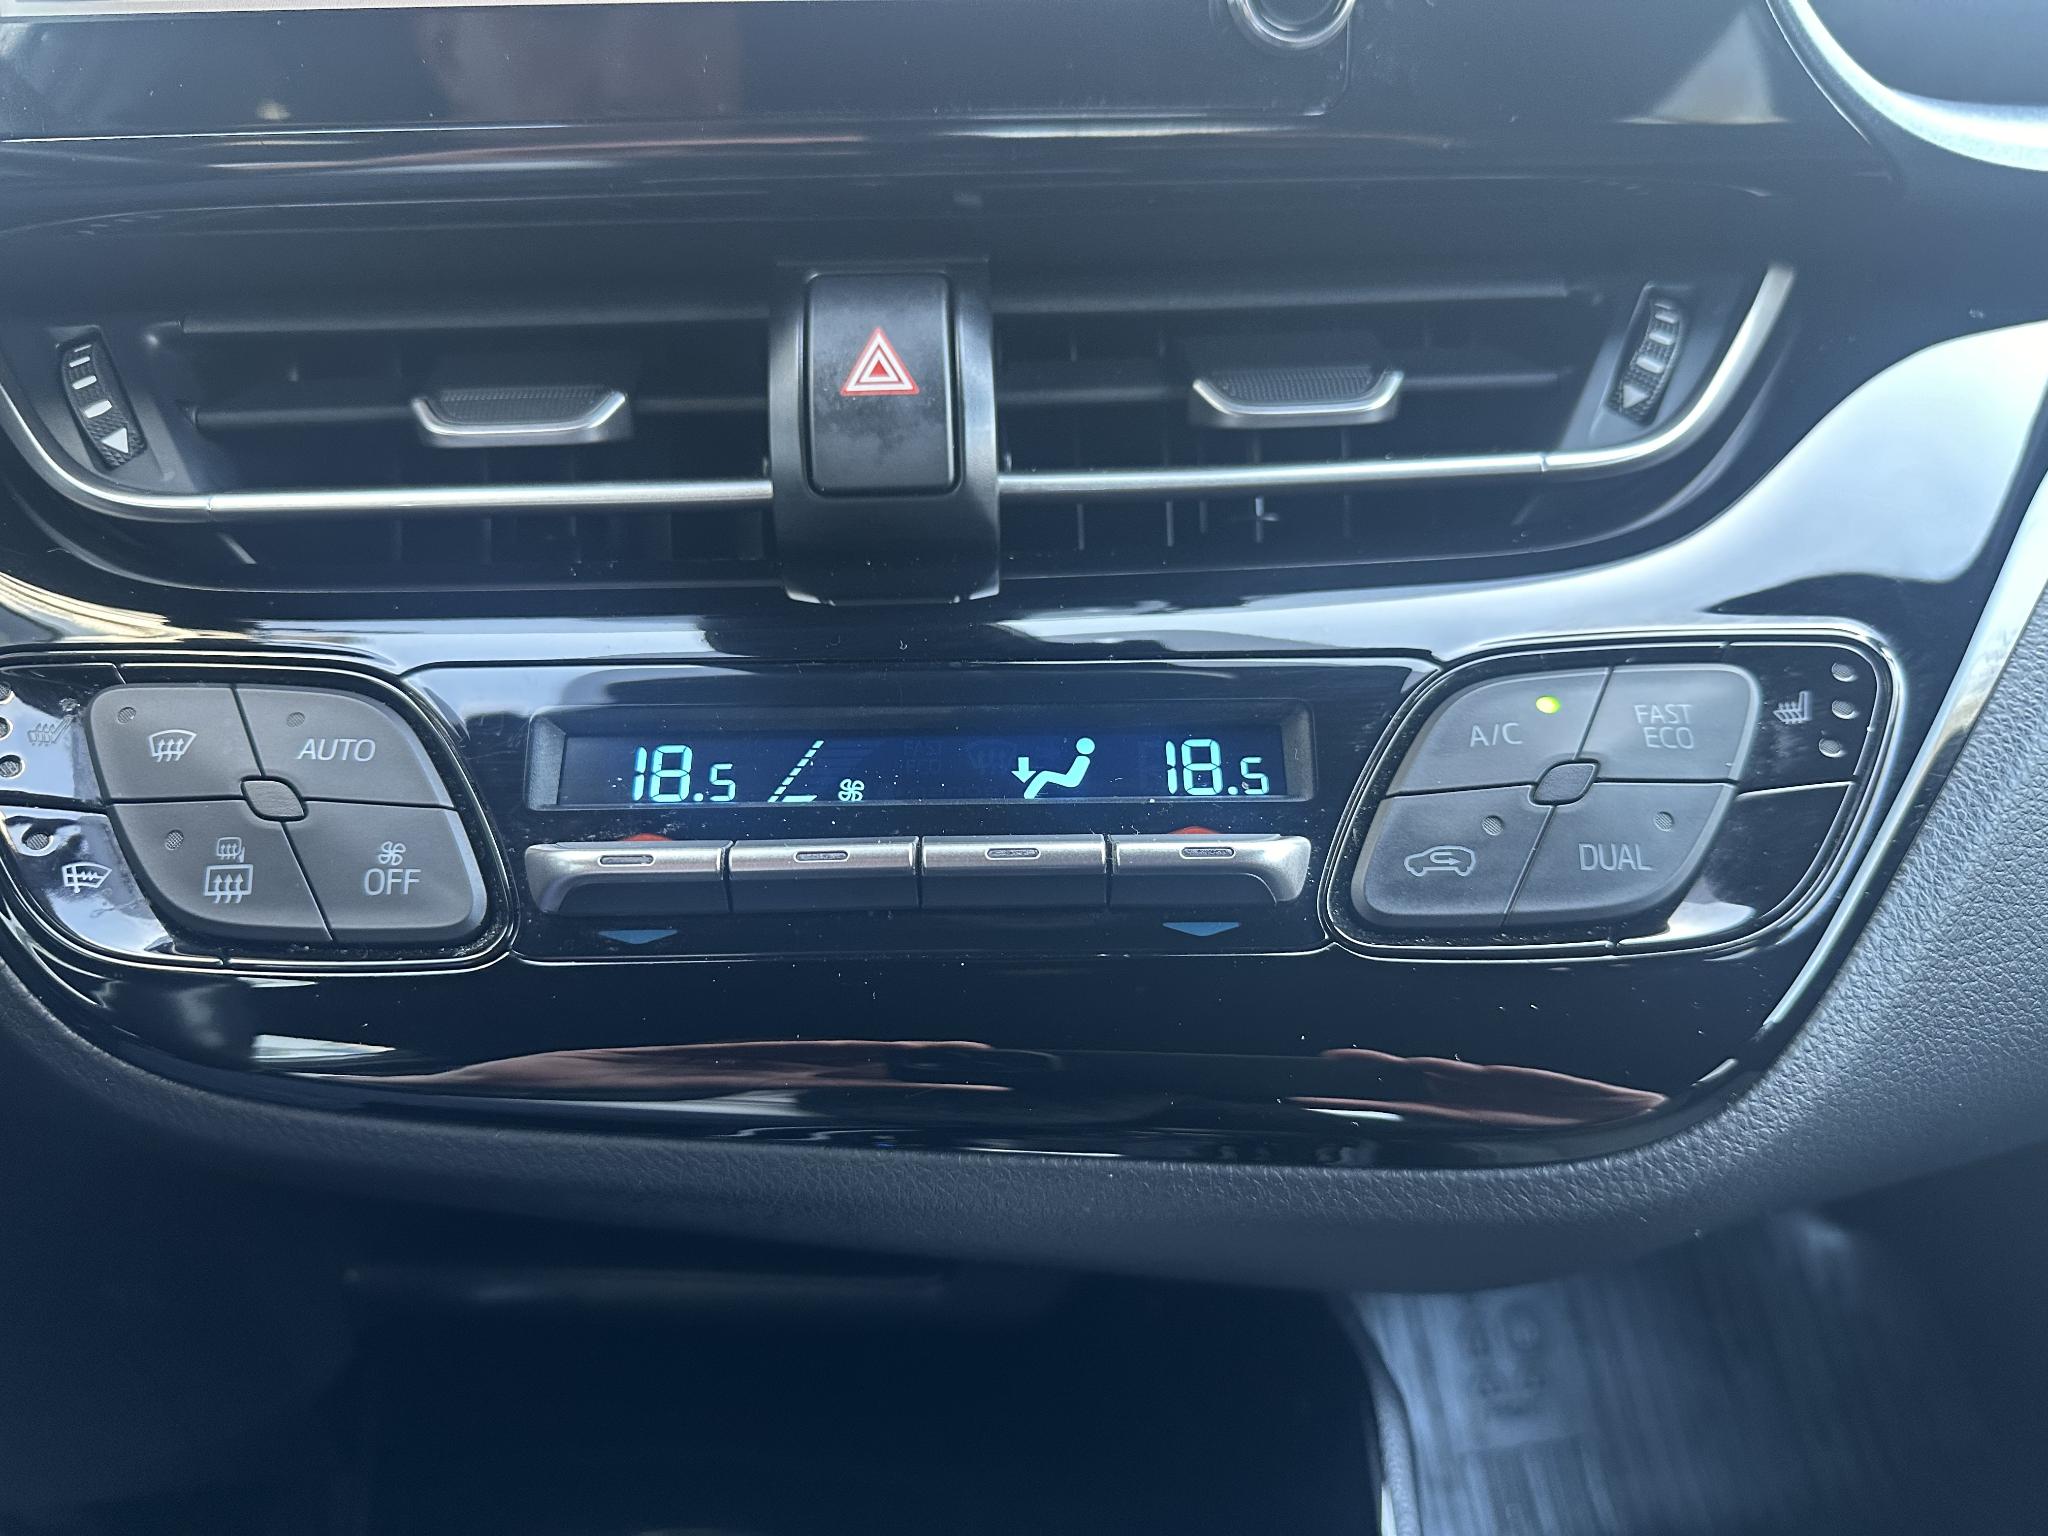 18.5
18.5
AUTO
OFF
A/C
FAST
ECO
DUAL